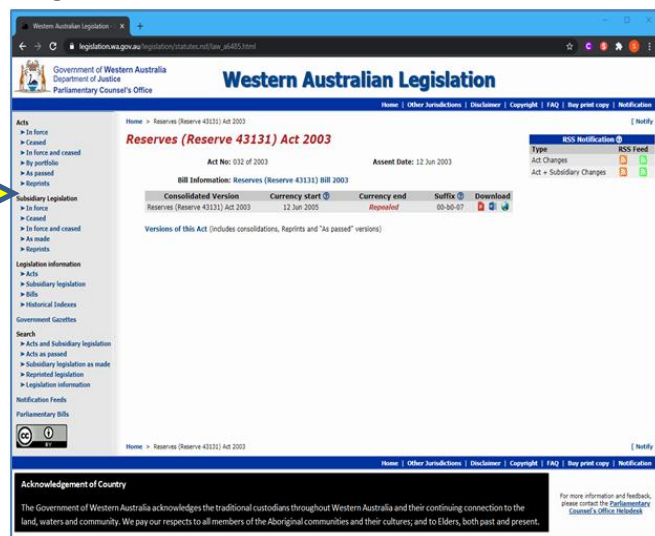 Western Australian Legislation -
legislation.wa.gov.au/legislation/statutes.nsf/law_a6485.html
Government of Western Australia
Department of Justice
Parliamentary Counsel's Office
Western Australian Legislation
Home | Other Jurisdictions | Disclaimer | Copyright | FAQ | Buy print copy | Notification
Acts
In force
Ceased
In force and ceased
By portfolio
As passed
Reprints
Subsidiary Legislation
In force
Ceased
In force and ceased
As made
Reprints
Legislation information
Acts
Subsidiary legislation
Bills
Historical Indexes
Government Gazettes
Search
Acts and Subsidiary legislation
Acts as passed
Subsidiary legislation as made
Reprinted legislation
Legislation information
Notification Feeds
Parliamentary Bills
cc BY
Home > Reserves (Reserve 43131) Act 2003
[ Notify
Reserves (Reserve 43131) Act 2003
Act No: 032 of 2003 Assent Date: 12 Jun 2003
Bill Information: Reserves (Reserve 43131) Bill 2003
Consolidated Version Currency start Currency end Suffix Download
Reserves (Reserve 43131) Act 2003 12 Jun 2005 Repealed 00-b0-07
Versions of this Act (includes consolidations, Reprints and "As passed" versions)
RSS Notification
Type RSS Feed
Act Changes
Act + Subsidiary Changes
Home > Reserves (Reserve 43131) Act 2003
[ Notify
Home | Other Jurisdictions | Disclaimer | Copyright | FAQ | Buy print copy | Notification
Acknowledgement of Country
The Government of Western Australia acknowledges the traditional custodians throughout Western Australia and their continuing connection to the
land, waters and community. We pay our respects to all members of the Aboriginal communities and their cultures; and to Elders, both past and present.
For more information and feedback,
please contact the Parliamentary
Counsel's Office Helpdesk